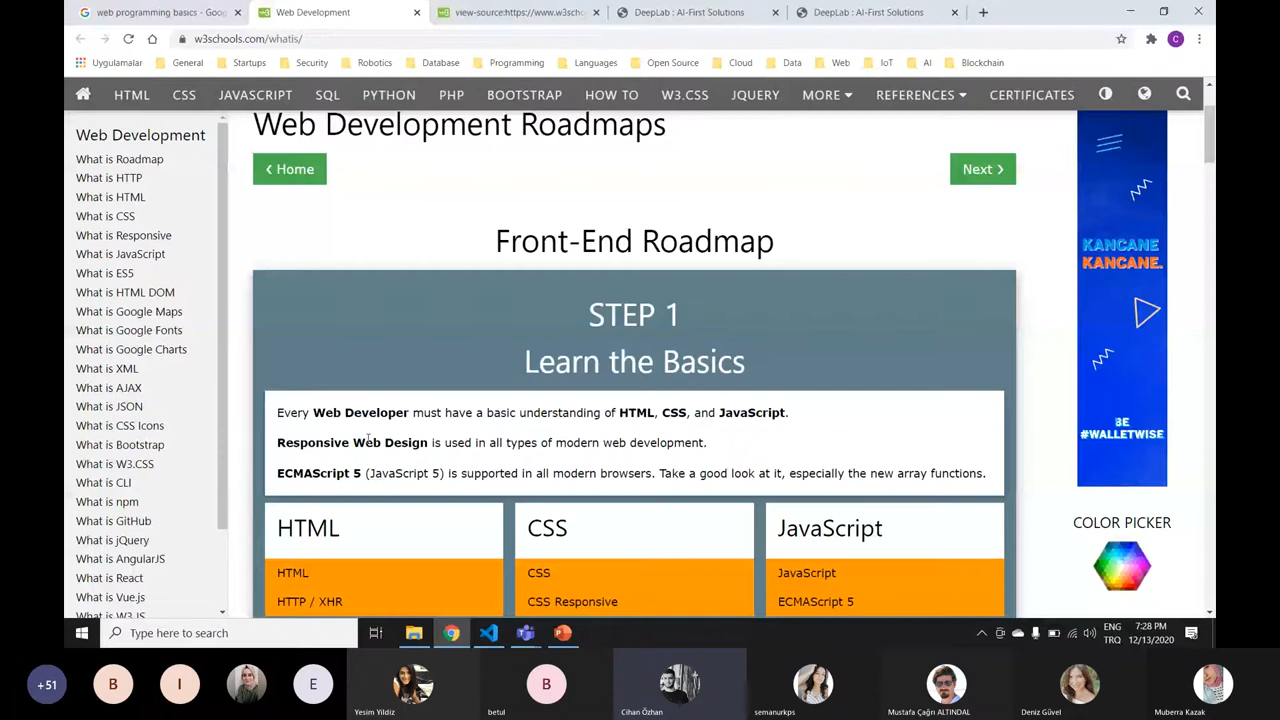 web programming basics - Goog
Web Development
view-source:https://www.w3scho
DeepLab : AI-First Solutions
DeepLab : AI-First Solutions
w3schools.com/whatis/
C
Uygulamalar
General
Startups
Security
Robotics
Database
Programming
Languages
Open Source
Cloud
Data
Web
IoT
AI
Blockchain
HTML
CSS
JAVASCRIPT
SQL
PYTHON
PHP
BOOTSTRAP
HOW TO
W3.CSS
JQUERY
MORE
REFERENCES
CERTIFICATES
Web Development
What is Roadmap
What is HTTP
What is HTML
What is CSS
What is Responsive
What is JavaScript
What is ES5
What is HTML DOM
What is Google Maps
What is Google Fonts
What is Google Charts
What is XML
What is AJAX
What is JSON
What is CSS Icons
What is Bootstrap
What is W3.CSS
What is CLI
What is npm
What is GitHub
What is jQuery
What is AngularJS
What is React
What is Vue.js
What is W3.JS
Web Development Roadmaps
❮ Home
Next ❯
Front-End Roadmap
STEP 1
Learn the Basics
Every Web Developer must have a basic understanding of HTML, CSS, and JavaScript.
Responsive Web Design is used in all types of modern web development.
ECMAScript 5 (JavaScript 5) is supported in all modern browsers. Take a good look at it, especially the new array functions.
HTML
HTML
HTTP / XHR
CSS
CSS
CSS Responsive
JavaScript
JavaScript
ECMAScript 5
KANCANE
KANCANE.
BE
#WALLETWISE
COLOR PICKER
Type here to search
ENG
TRQ
7:28 PM
12/13/2020
+51
B
I
E
Yesim Yildiz
B
betul
Cihan Özhan
semanurkps
Mustafa Çağrı ALTINDAL
Deniz Güvel
Muberra Kazak